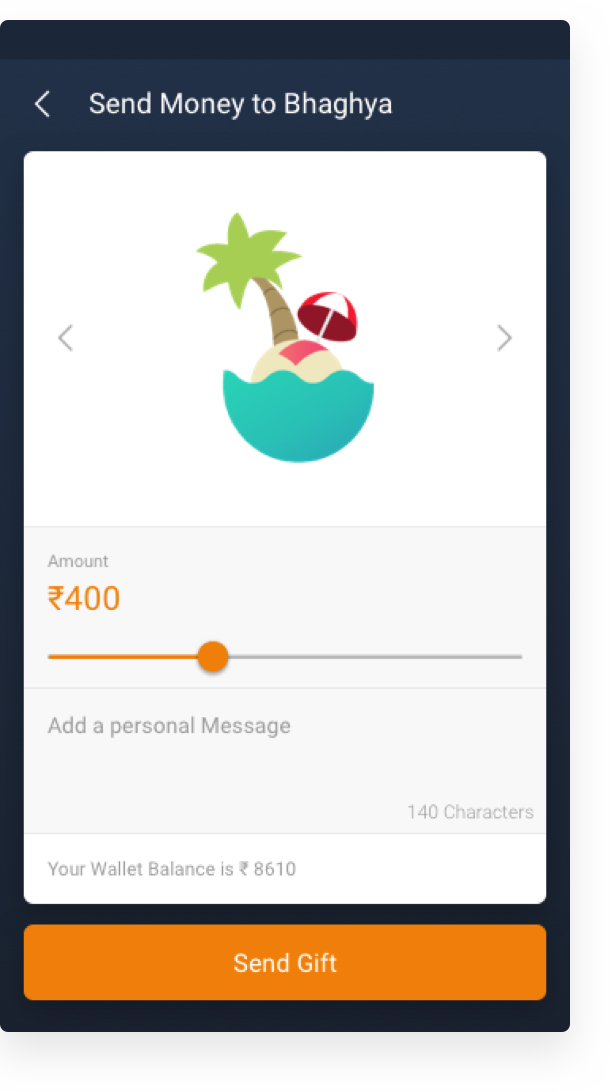 Send Money to Bhaghya
Amount
₹400
Add a personal Message
140 Characters
Your Wallet Balance is ₹ 8610
Send Gift